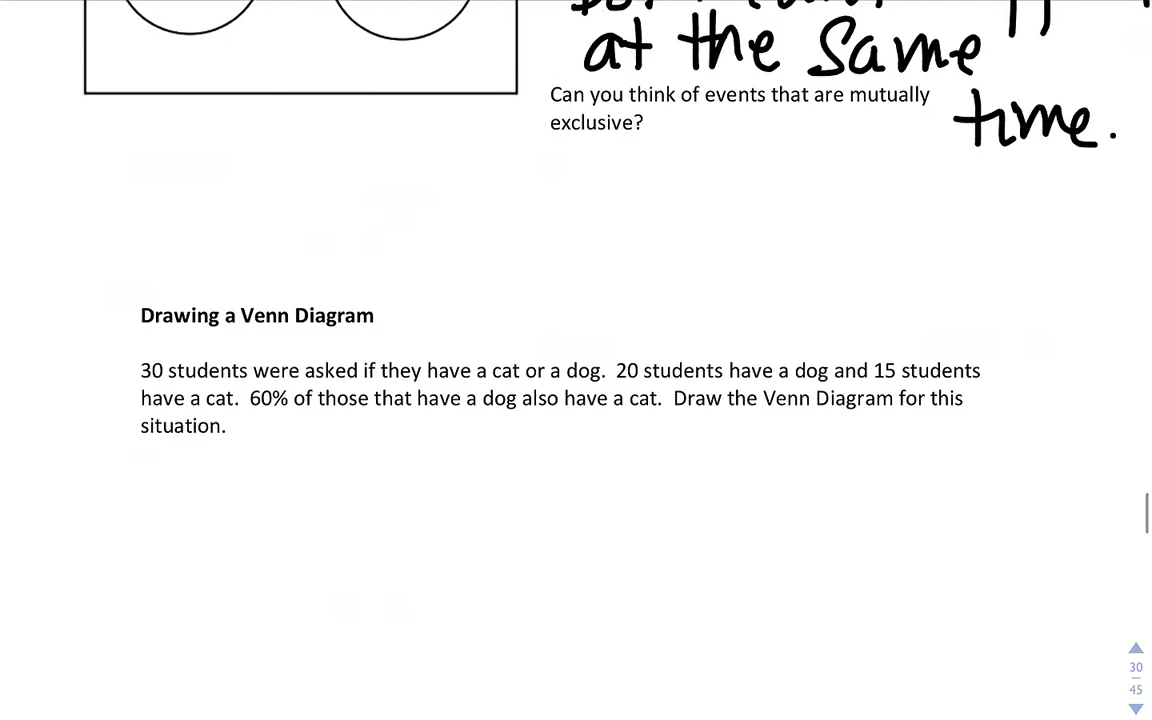 at the same
Can you think of events that are mutually
time.
exclusive?
Drawing a Venn Diagram
30 students were asked if they have a cat or a dog. 20 students have a dog and 15 students
have a cat. 60% of those that have a dog also have a cat. Draw the Venn Diagram for this
situation.
30
45